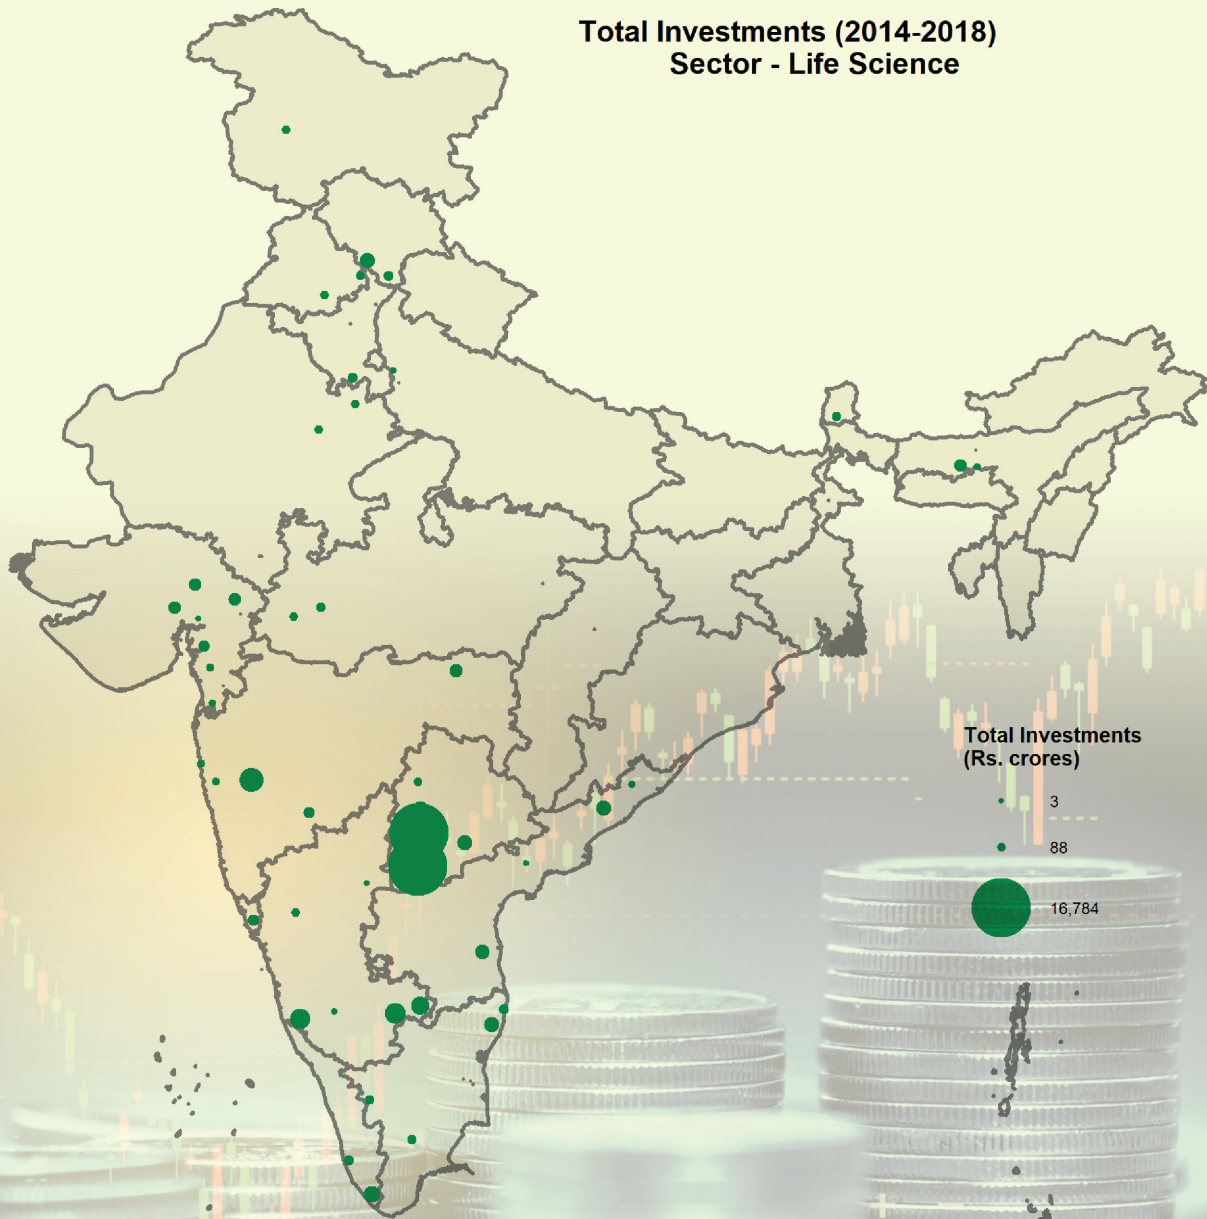 Total Investments (2014-2018)
Sector - Life Science
Total Investments
(Rs. crores)
3
88
16,784